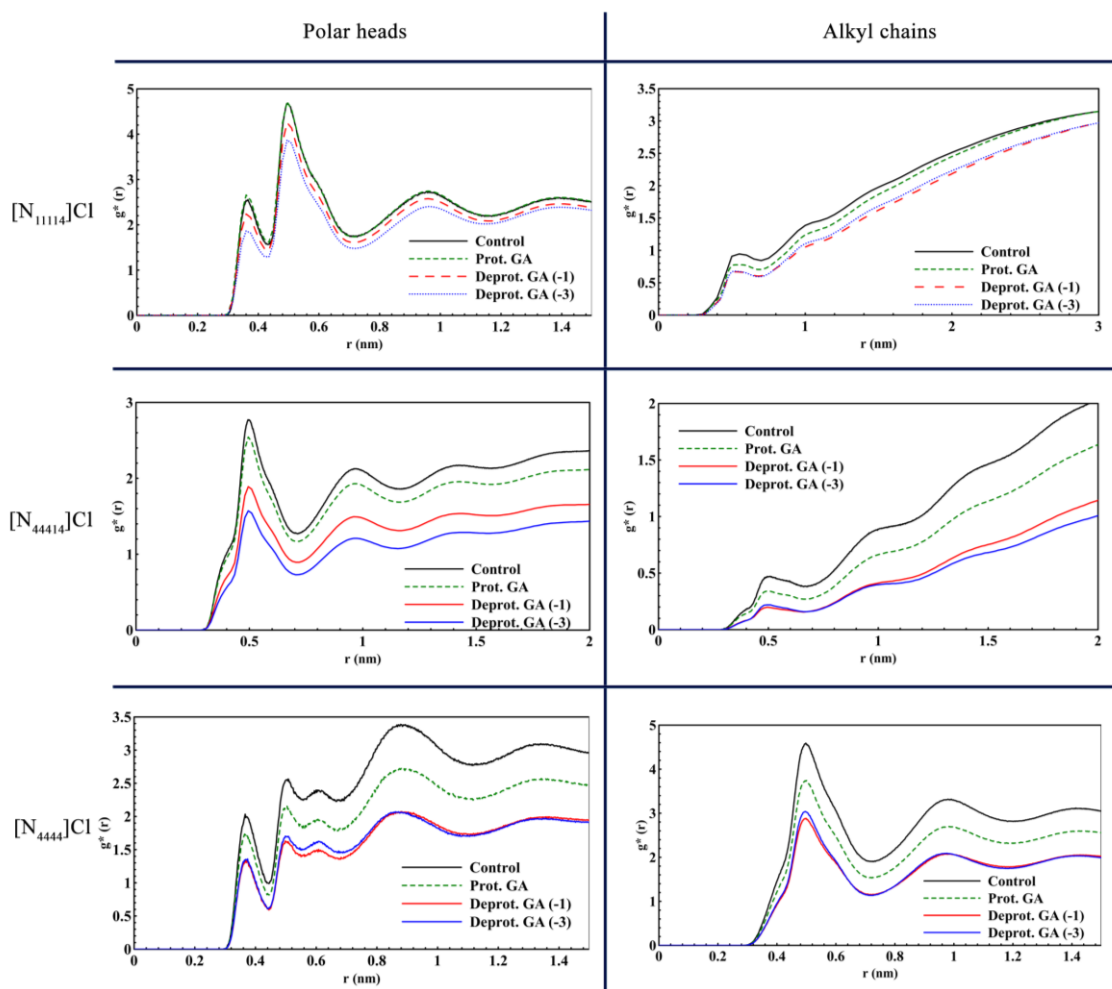 Polar heads
Alkyl chains
[N₁₁₁₁₄]Cl
5
4
3
2
1
0
g* (r)
0
0.2
0.4
0.6
0.8
1
1.2
1.4
r (nm)
Control
Prot. GA
Deprot. GA (-1)
Deprot. GA (-3)
3.5
3
2.5
2
1.5
1
0.5
0
g* (r)
0
1
2
3
r (nm)
Control
Prot. GA
Deprot. GA (-1)
Deprot. GA (-3)
[N₄₄₄₁₄]Cl
3
2
1
0
g* (r)
0
0.5
1
1.5
2
r (nm)
Control
Prot. GA
Deprot. GA (-1)
Deprot. GA (-3)
2
1.5
1
0.5
0
g* (r)
0
0.5
1
1.5
2
r (nm)
Control
Prot. GA
Deprot. GA (-1)
Deprot. GA (-3)
[N₄₄₄₄]Cl
3.5
3
2.5
2
1.5
1
0.5
0
g* (r)
0
0.2
0.4
0.6
0.8
1
1.2
1.4
r (nm)
Control
Prot. GA
Deprot. GA (-1)
Deprot. GA (-3)
5
4
3
2
1
0
g* (r)
0
0.2
0.4
0.6
0.8
1
1.2
1.4
r (nm)
Control
Prot. GA
Deprot. GA (-1)
Deprot. GA (-3)